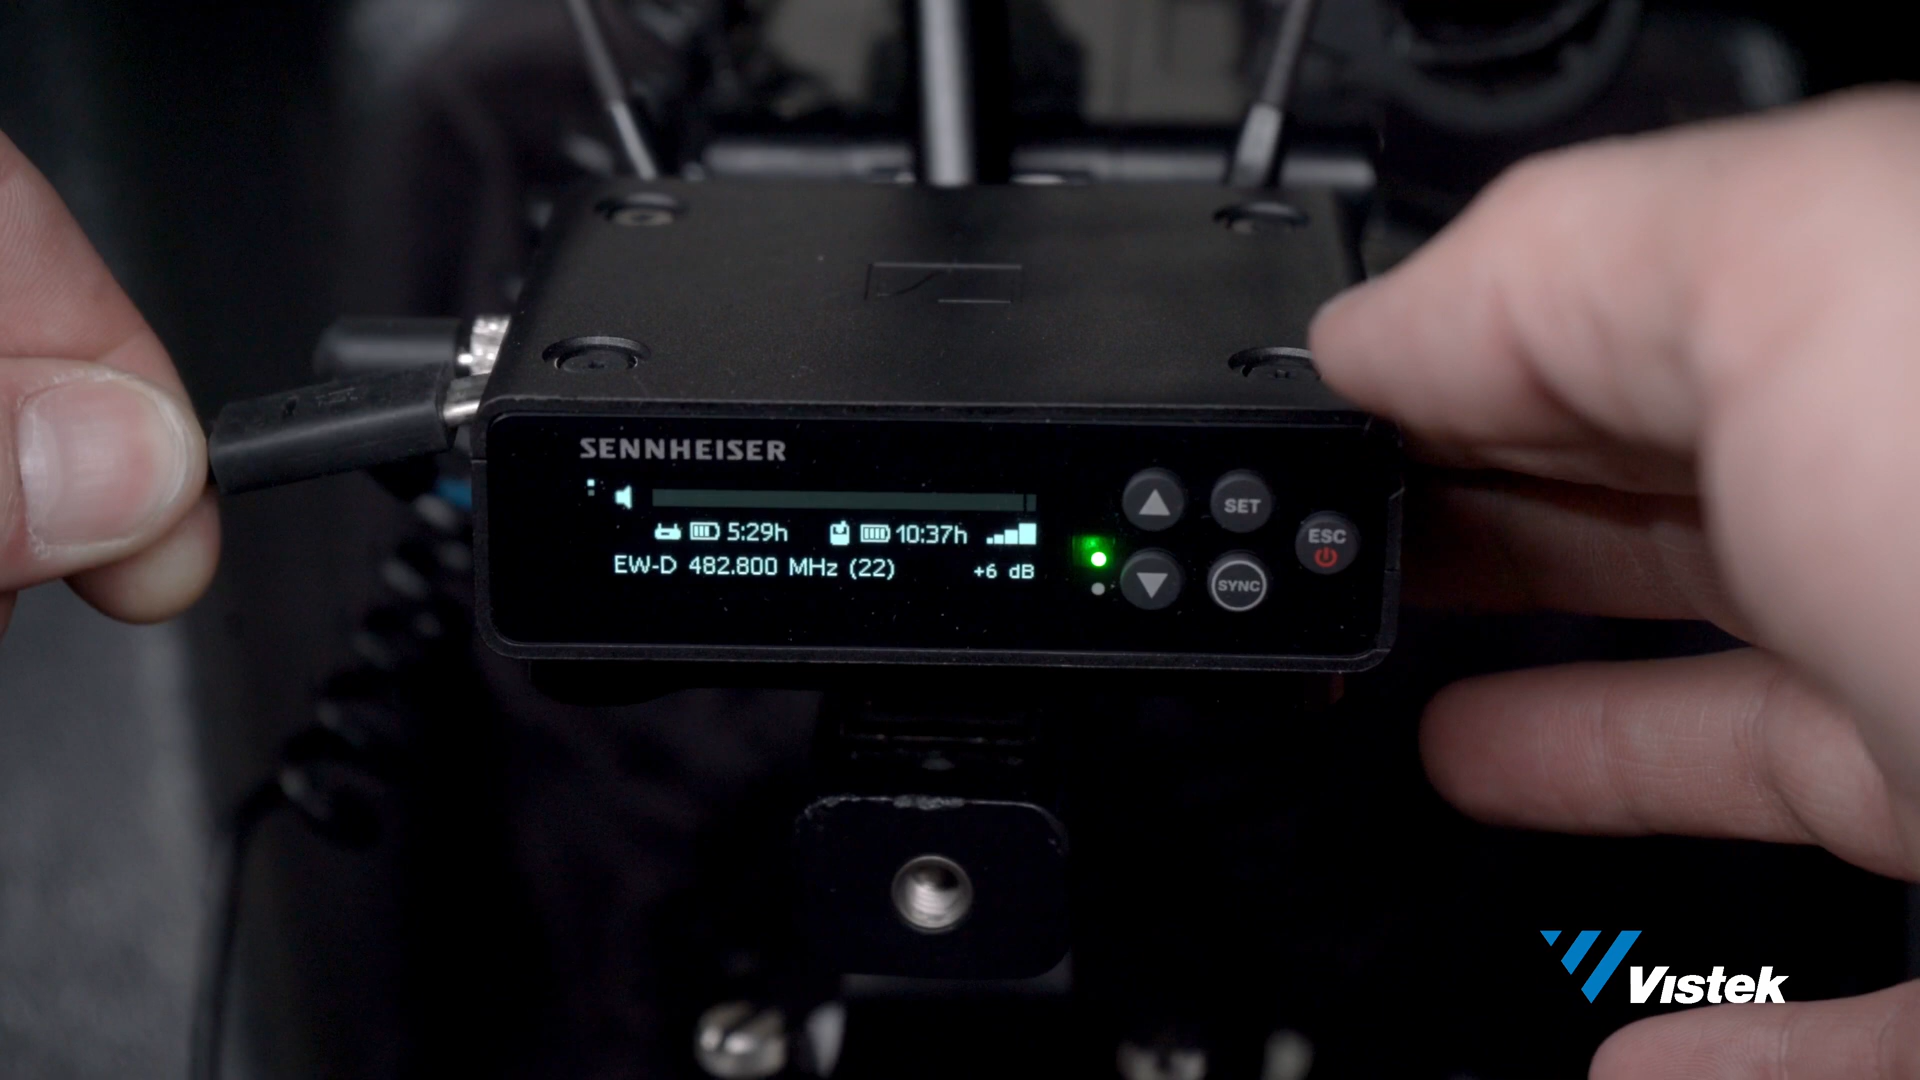 SENNHEISER
5:29h 10:37h
EW-D 482.800 MHz (22) +6 dB
SET
ESC
SYNC
Vistek